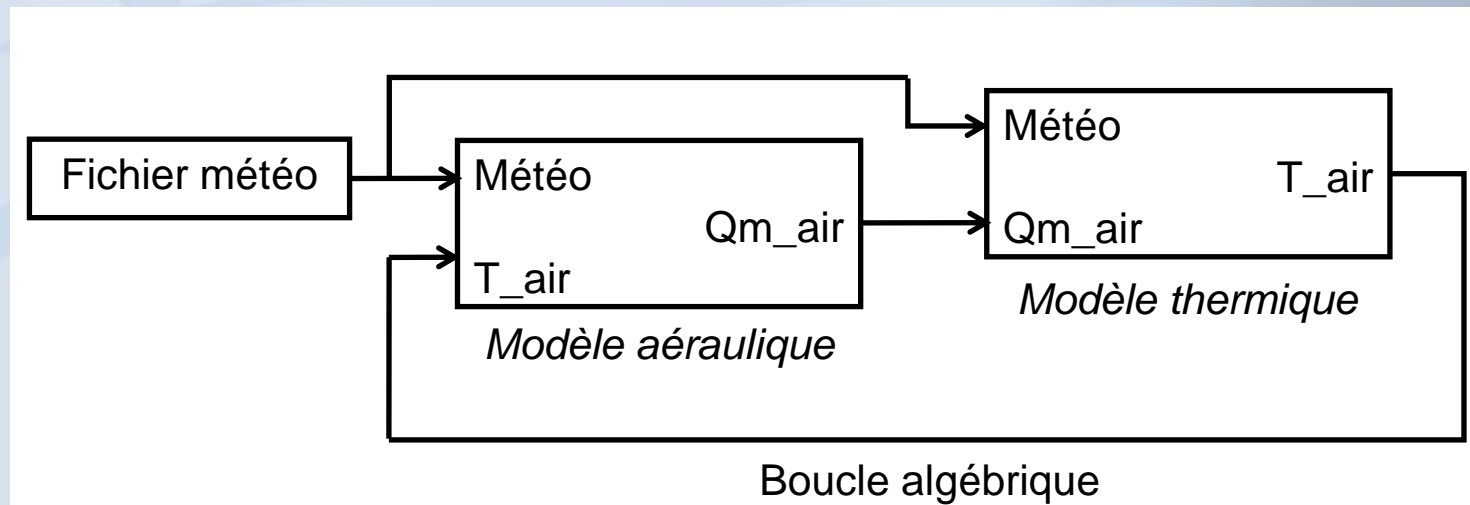 Fichier météo
Météo
T_air
Qm_air
Modèle aéraulique
Météo
Qm_air
T_air
Modèle thermique
Boucle algébrique